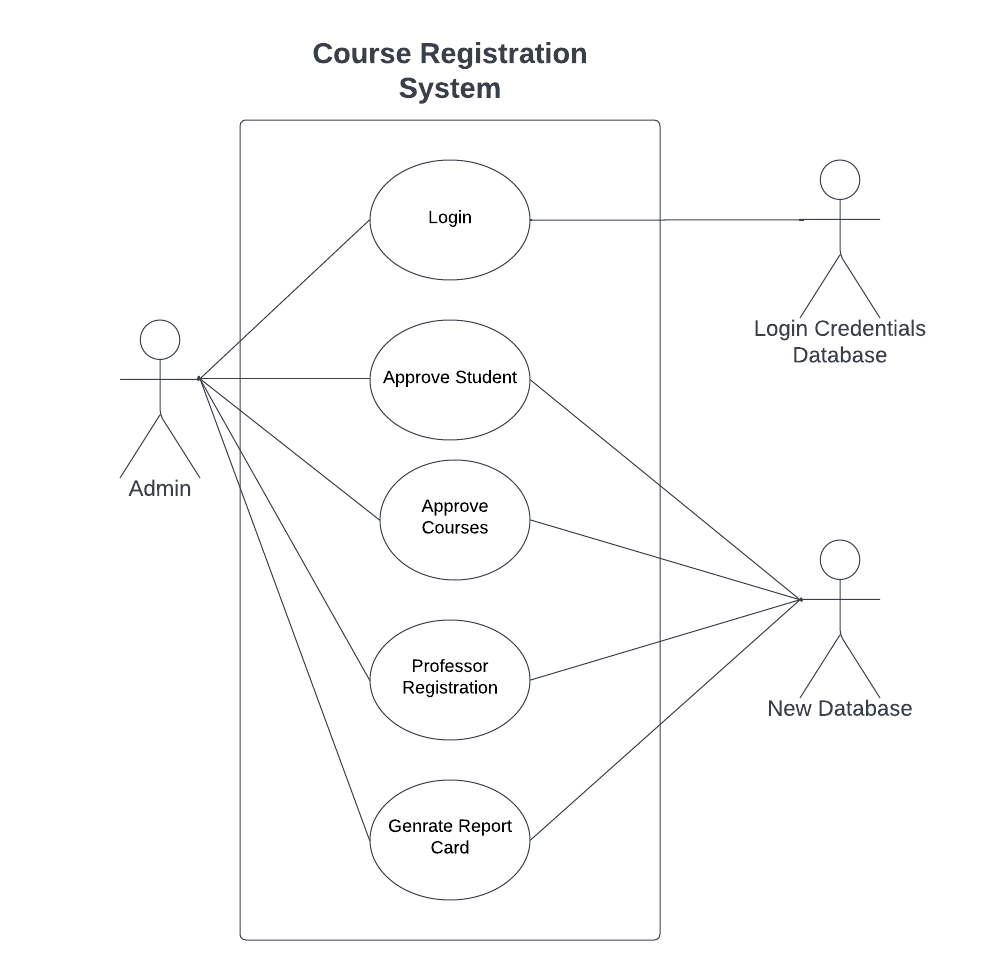 Course Registration
System
Login
Login Credentials
Database
Approve Student
Admin
Approve
Courses
Professor
Registration
New Database
Genrate Report
Card